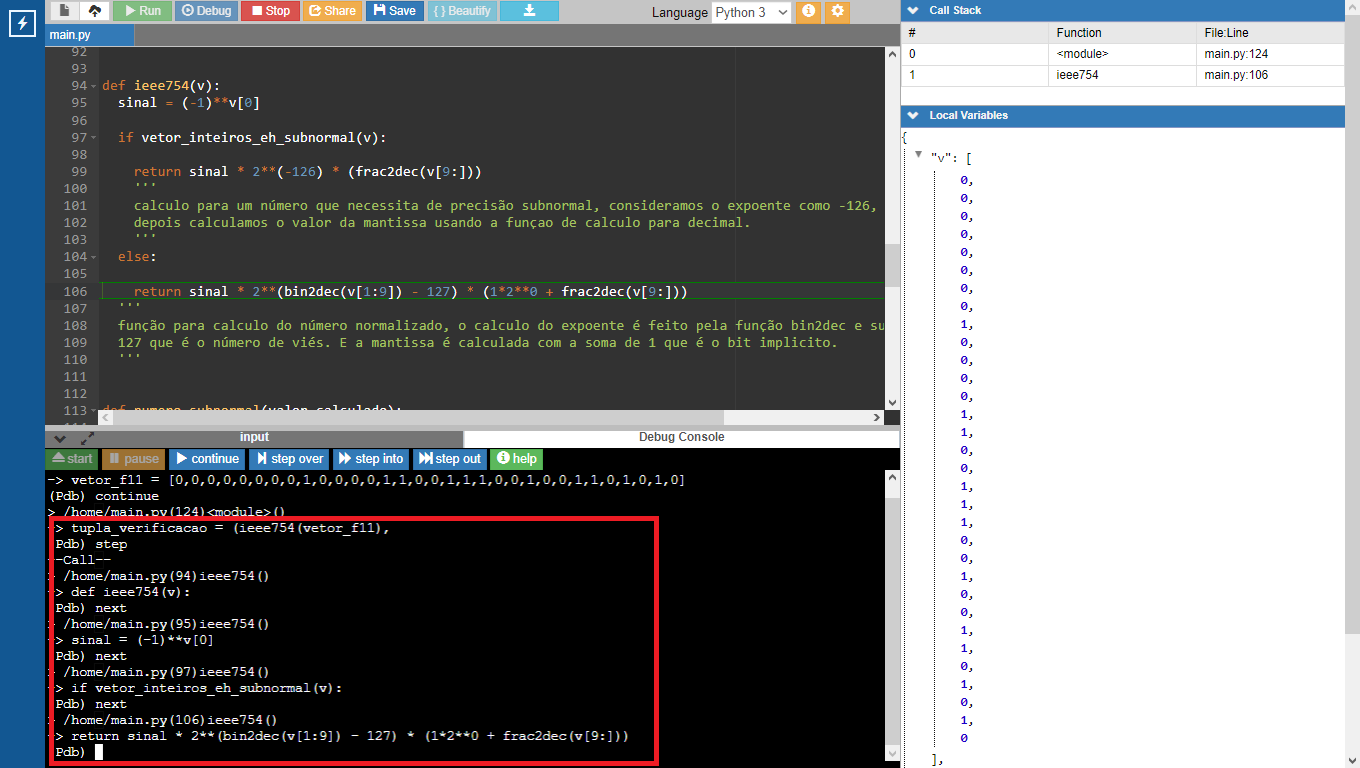 Run Debug Stop Share Save { } Beautify Language Python 3
main.py
92
93
94 def ieee754(v):
95 sinal = (-1)**v[0]
96
97 if vetor_inteiros_eh_subnormal(v):
98
99 return sinal * 2**(-126) * (frac2dec(v[9:]))
100 '''
101 calculo para um número que necessita de precisão subnormal, consideramos o expoente como -126,
102 depois calculamos o valor da mantissa usando a funçao de calculo para decimal.
103 '''
104 else:
105
106 return sinal * 2**(bin2dec(v[1:9]) - 127) * (1*2**0 + frac2dec(v[9:]))
107 '''
108 função para calculo do número normalizado, o calculo do expoente é feito pela função bin2dec e su
109 127 que é o número de viés. E a mantissa é calculada com a soma de 1 que é o bit implicito.
110 '''
111
112
113 def numero_subnormal(valor_calculado):
input Debug Console
start pause continue step over step into step out help
-> vetor_f11 = [0,0,0,0,0,0,0,0,1,0,0,0,0,1,1,0,0,1,1,1,0,0,1,0,0,1,1,0,1,0,1,0]
(Pdb) continue
> /home/main.py(124)<module>()
-> tupla_verificacao = (ieee754(vetor_f11),
Pdb) step
--Call--
> /home/main.py(94)ieee754()
-> def ieee754(v):
Pdb) next
> /home/main.py(95)ieee754()
-> sinal = (-1)**v[0]
Pdb) next
> /home/main.py(97)ieee754()
-> if vetor_inteiros_eh_subnormal(v):
Pdb) next
> /home/main.py(106)ieee754()
-> return sinal * 2**(bin2dec(v[1:9]) - 127) * (1*2**0 + frac2dec(v[9:]))
Pdb)
Call Stack
# Function File:Line
0 <module> main.py:124
1 ieee754 main.py:106
Local Variables
{
"v": [
0,
0,
0,
0,
0,
0,
0,
0,
1,
0,
0,
0,
0,
1,
1,
0,
0,
1,
1,
1,
0,
0,
1,
0,
0,
1,
1,
0,
1,
0,
1,
0
],